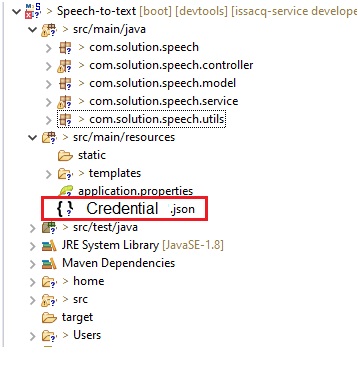 > Speech-to-text [boot] [devtools] [issacq-service develope
> src/main/java
> com.solution.speech
> com.solution.speech.controller
> com.solution.speech.model
> com.solution.speech.service
> com.solution.speech.utils
> src/main/resources
static
> templates
application.properties
Credential .json
> src/test/java
JRE System Library [JavaSE-1.8]
Maven Dependencies
> home
> src
target
> Users